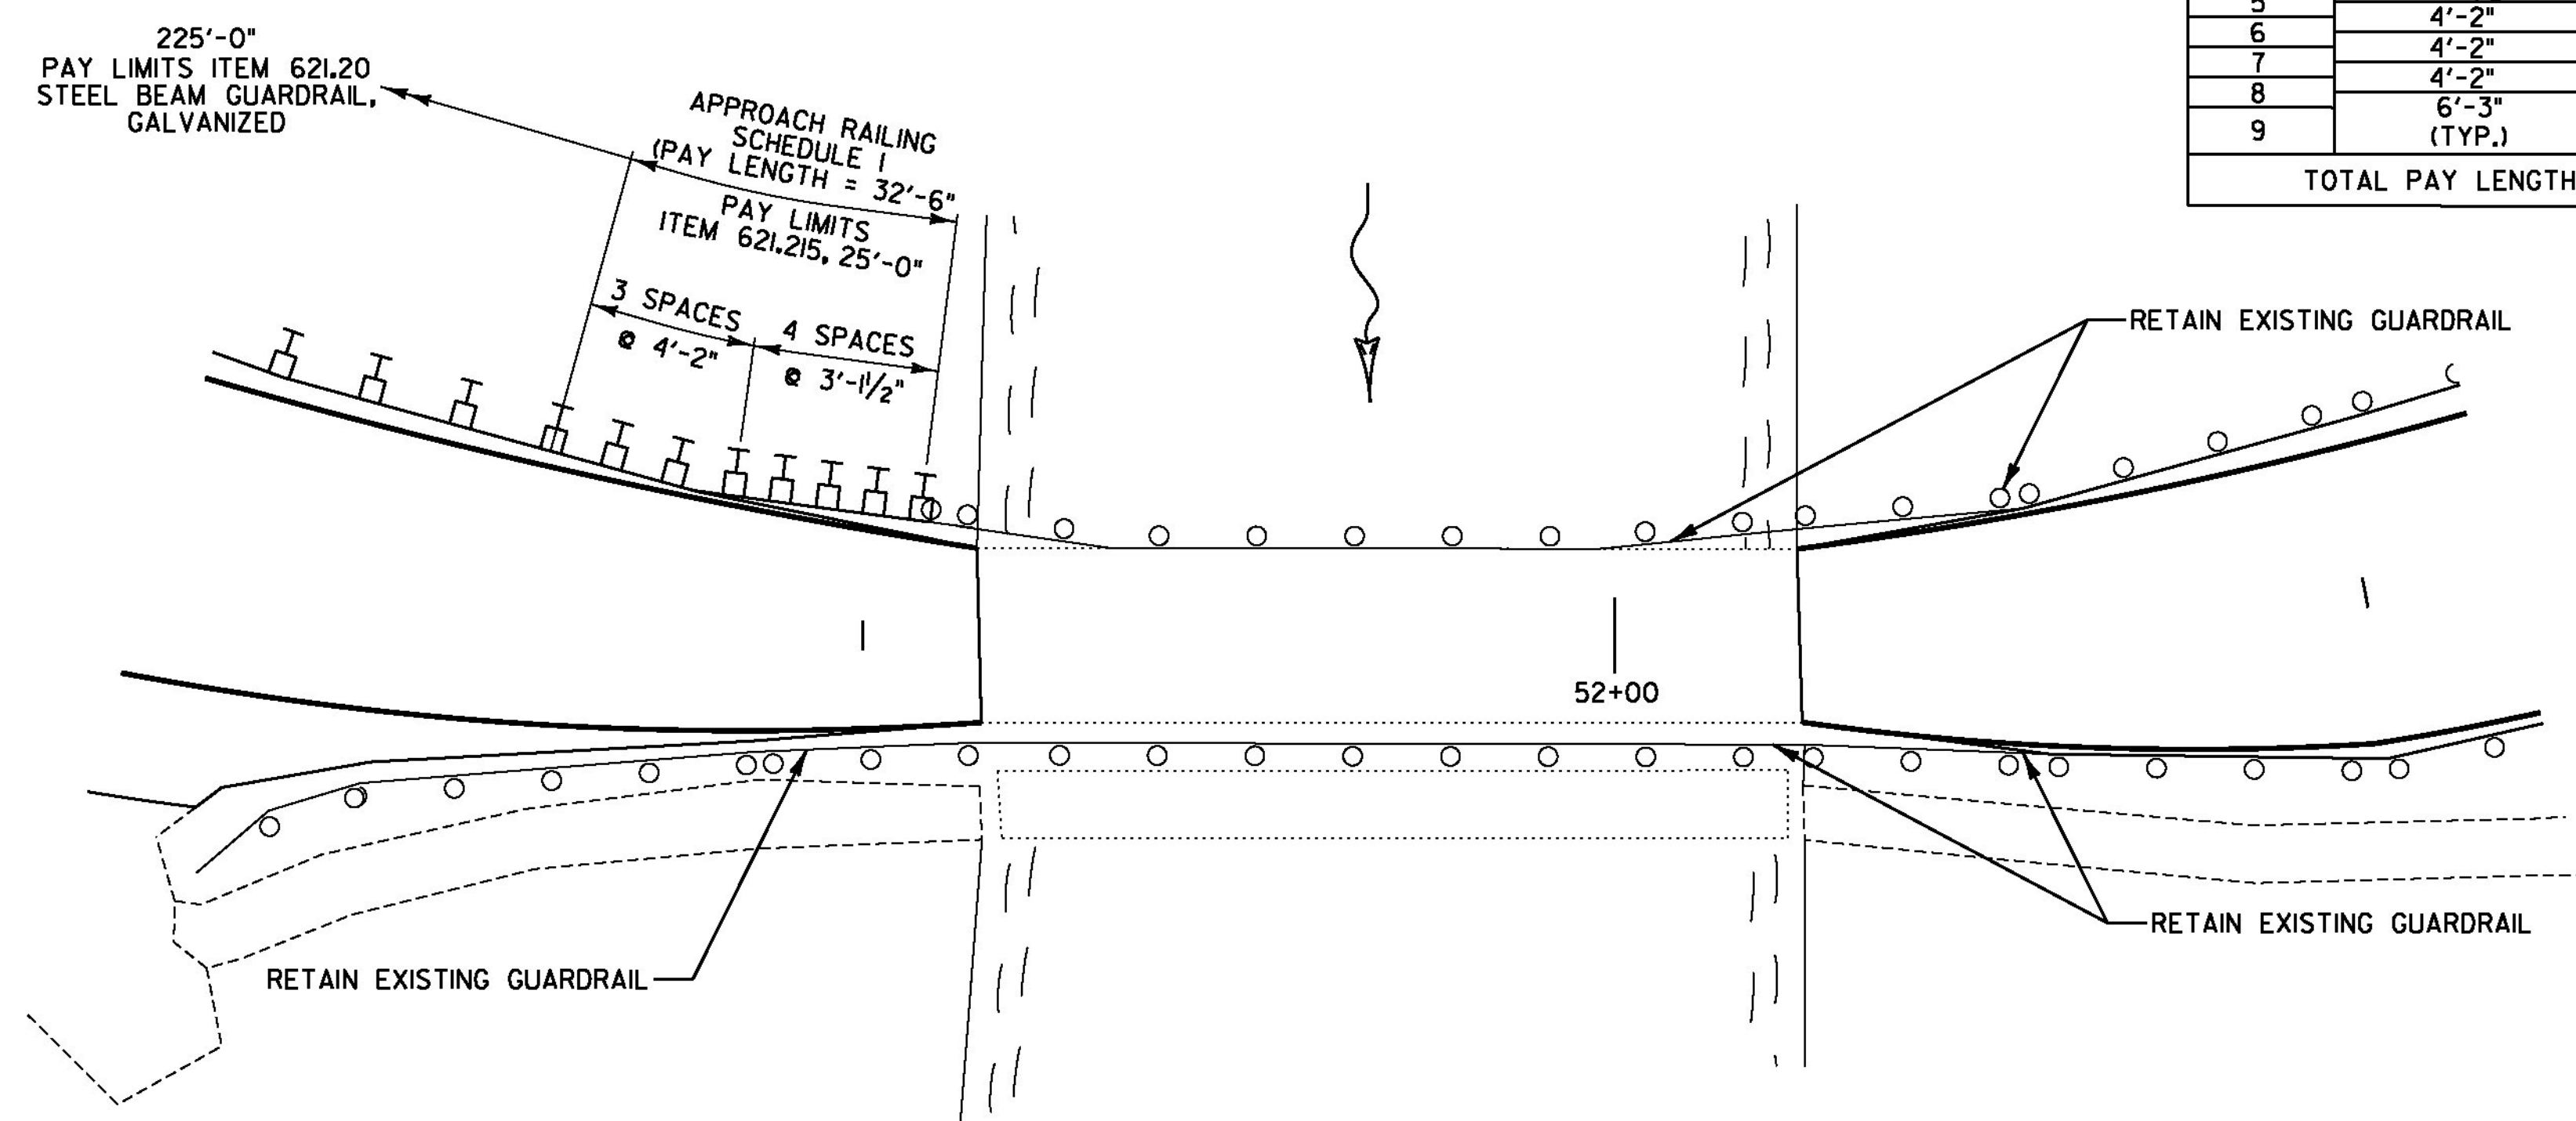 225'-0"
PAY LIMITS ITEM 621.20
STEEL BEAM GUARDRAIL,
GALVANIZED
APPROACH RAILING
SCHEDULE 1
(PAY LENGTH = 32'-6"
PAY LIMITS
ITEM 621.215, 25'-0"
3 SPACES
@ 4'-2"
4 SPACES
@ 3'-1 1/2"
5
4'-2"
6
4'-2"
7
4'-2"
8
6'-3"
(TYP.)
9
TOTAL PAY LENGTH
RETAIN EXISTING GUARDRAIL
52+00
RETAIN EXISTING GUARDRAIL
RETAIN EXISTING GUARDRAIL